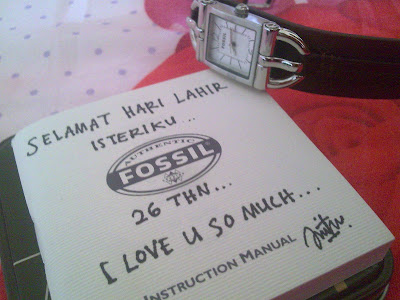 SELAMAT HARI LAHIR
ISTERIKU...
AUTHENTIC
FOSSIL
26 THN...
I LOVE U SO MUCH...
INSTRUCTION MANUAL